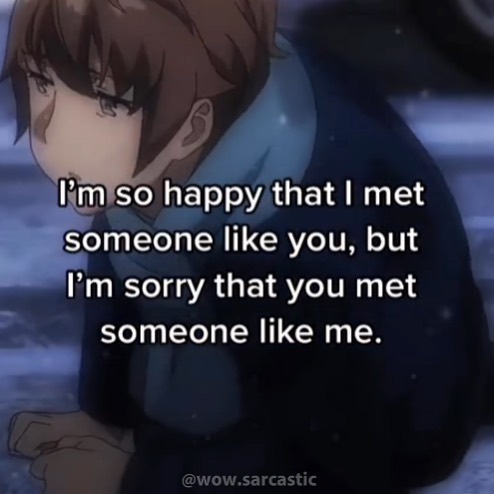 I'm so happy that I met
someone like you, but
I'm sorry that you met
someone like me.
@wow.sarcastic